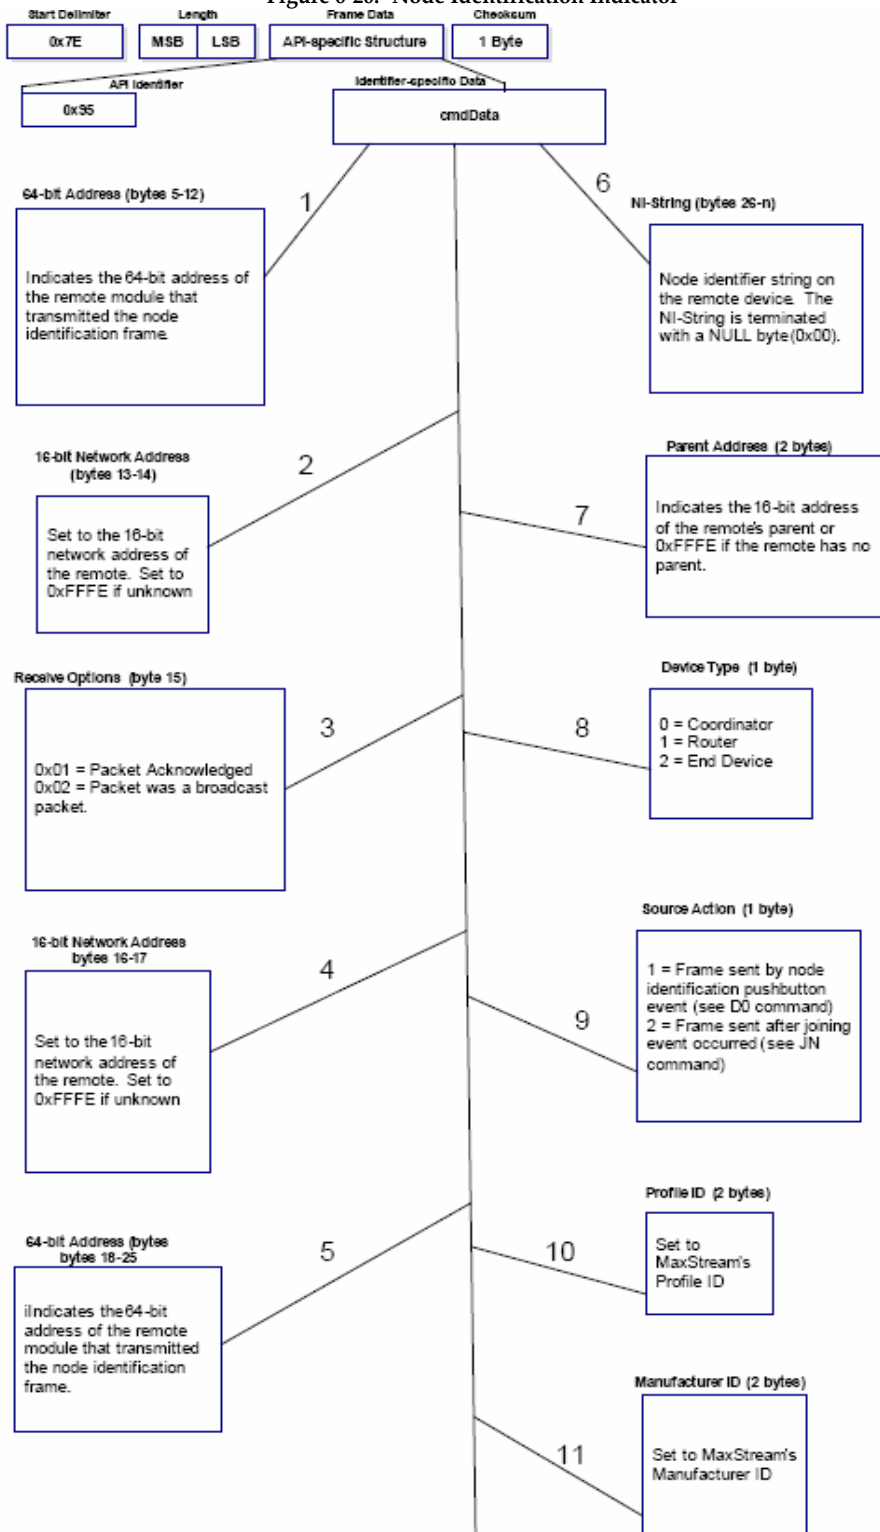 Figure 6-20. Node Identification Indicator
Start Delimiter Length Frame Data Checksum
0x7E MSB LSB API-specific Structure 1 Byte
API Identifier Identifier-specific Data
0x95 cmdData
1
64-bit Address (bytes 5-12)
Indicates the 64-bit address of
the remote module that
transmitted the node
identification frame.
2
16-bit Network Address
(bytes 13-14)
Set to the 16-bit
network address of
the remote. Set to
0xFFFE if unknown
3
Receive Options (byte 15)
0x01 = Packet Acknowledged
0x02 = Packet was a broadcast
packet.
4
16-bit Network Address
bytes 16-17
Set to the 16-bit
network address of
the remote. Set to
0xFFFE if unknown
5
64-bit Address (bytes
bytes 18-25
iIndicates the 64-bit
address of the remote
module that transmitted
the node identification
frame.
6
NI-String (bytes 26-n)
Node identifier string on
the remote device. The
NI-String is terminated
with a NULL byte (0x00).
7
Parent Address (2 bytes)
Indicates the 16-bit address
of the remote's parent or
0xFFFE if the remote has no
parent.
8
Device Type (1 byte)
0 = Coordinator
1 = Router
2 = End Device
9
Source Action (1 byte)
1 = Frame sent by node
identification pushbutton
event (see D0 command)
2 = Frame sent after joining
event occurred (see JN
command)
10
Profile ID (2 bytes)
Set to
MaxStream's
Profile ID
11
Manufacturer ID (2 bytes)
Set to MaxStream's
Manufacturer ID